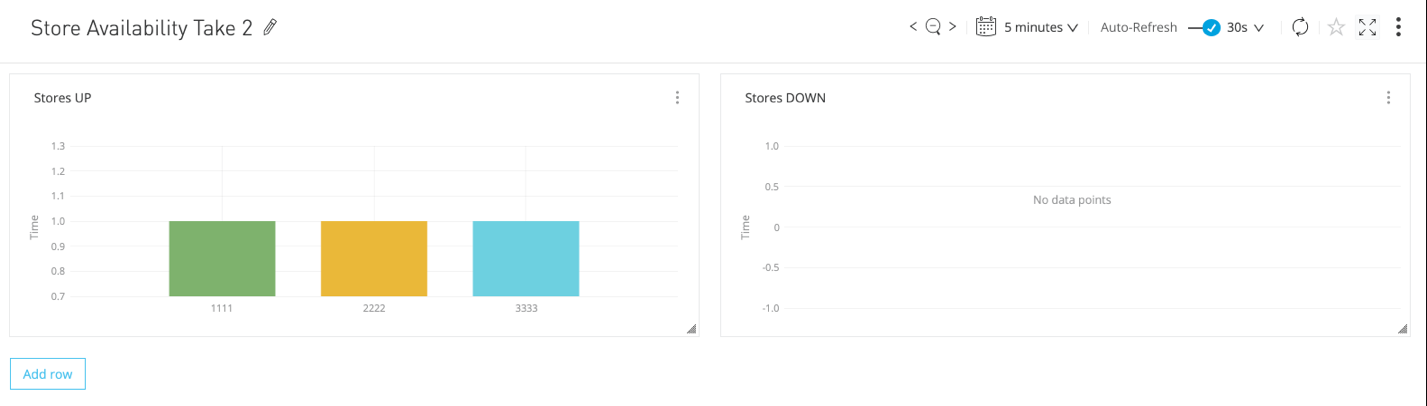 Store Availability Take 2
5 minutes
Auto-Refresh
30s
Stores UP
1.3
1.2
1.1
1.0
0.9
0.8
0.7
Time
1111
2222
3333
Stores DOWN
1.0
0.5
0
-0.5
-1.0
Time
No data points
Add row